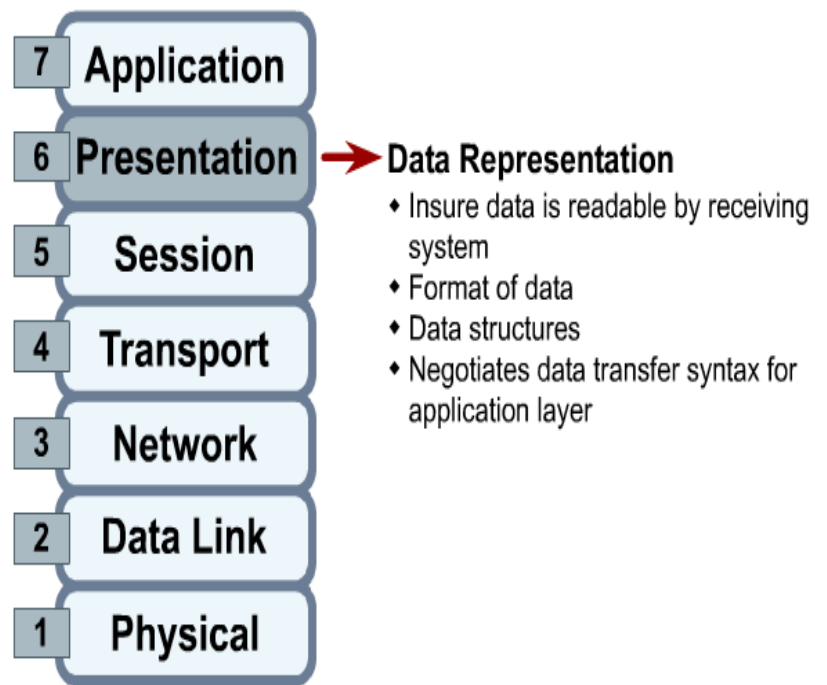 7 Application
6 Presentation
Data Representation
♦ Insure data is readable by receiving
system
♦ Format of data
♦ Data structures
♦ Negotiates data transfer syntax for
application layer
5 Session
4 Transport
3 Network
2 Data Link
1 Physical